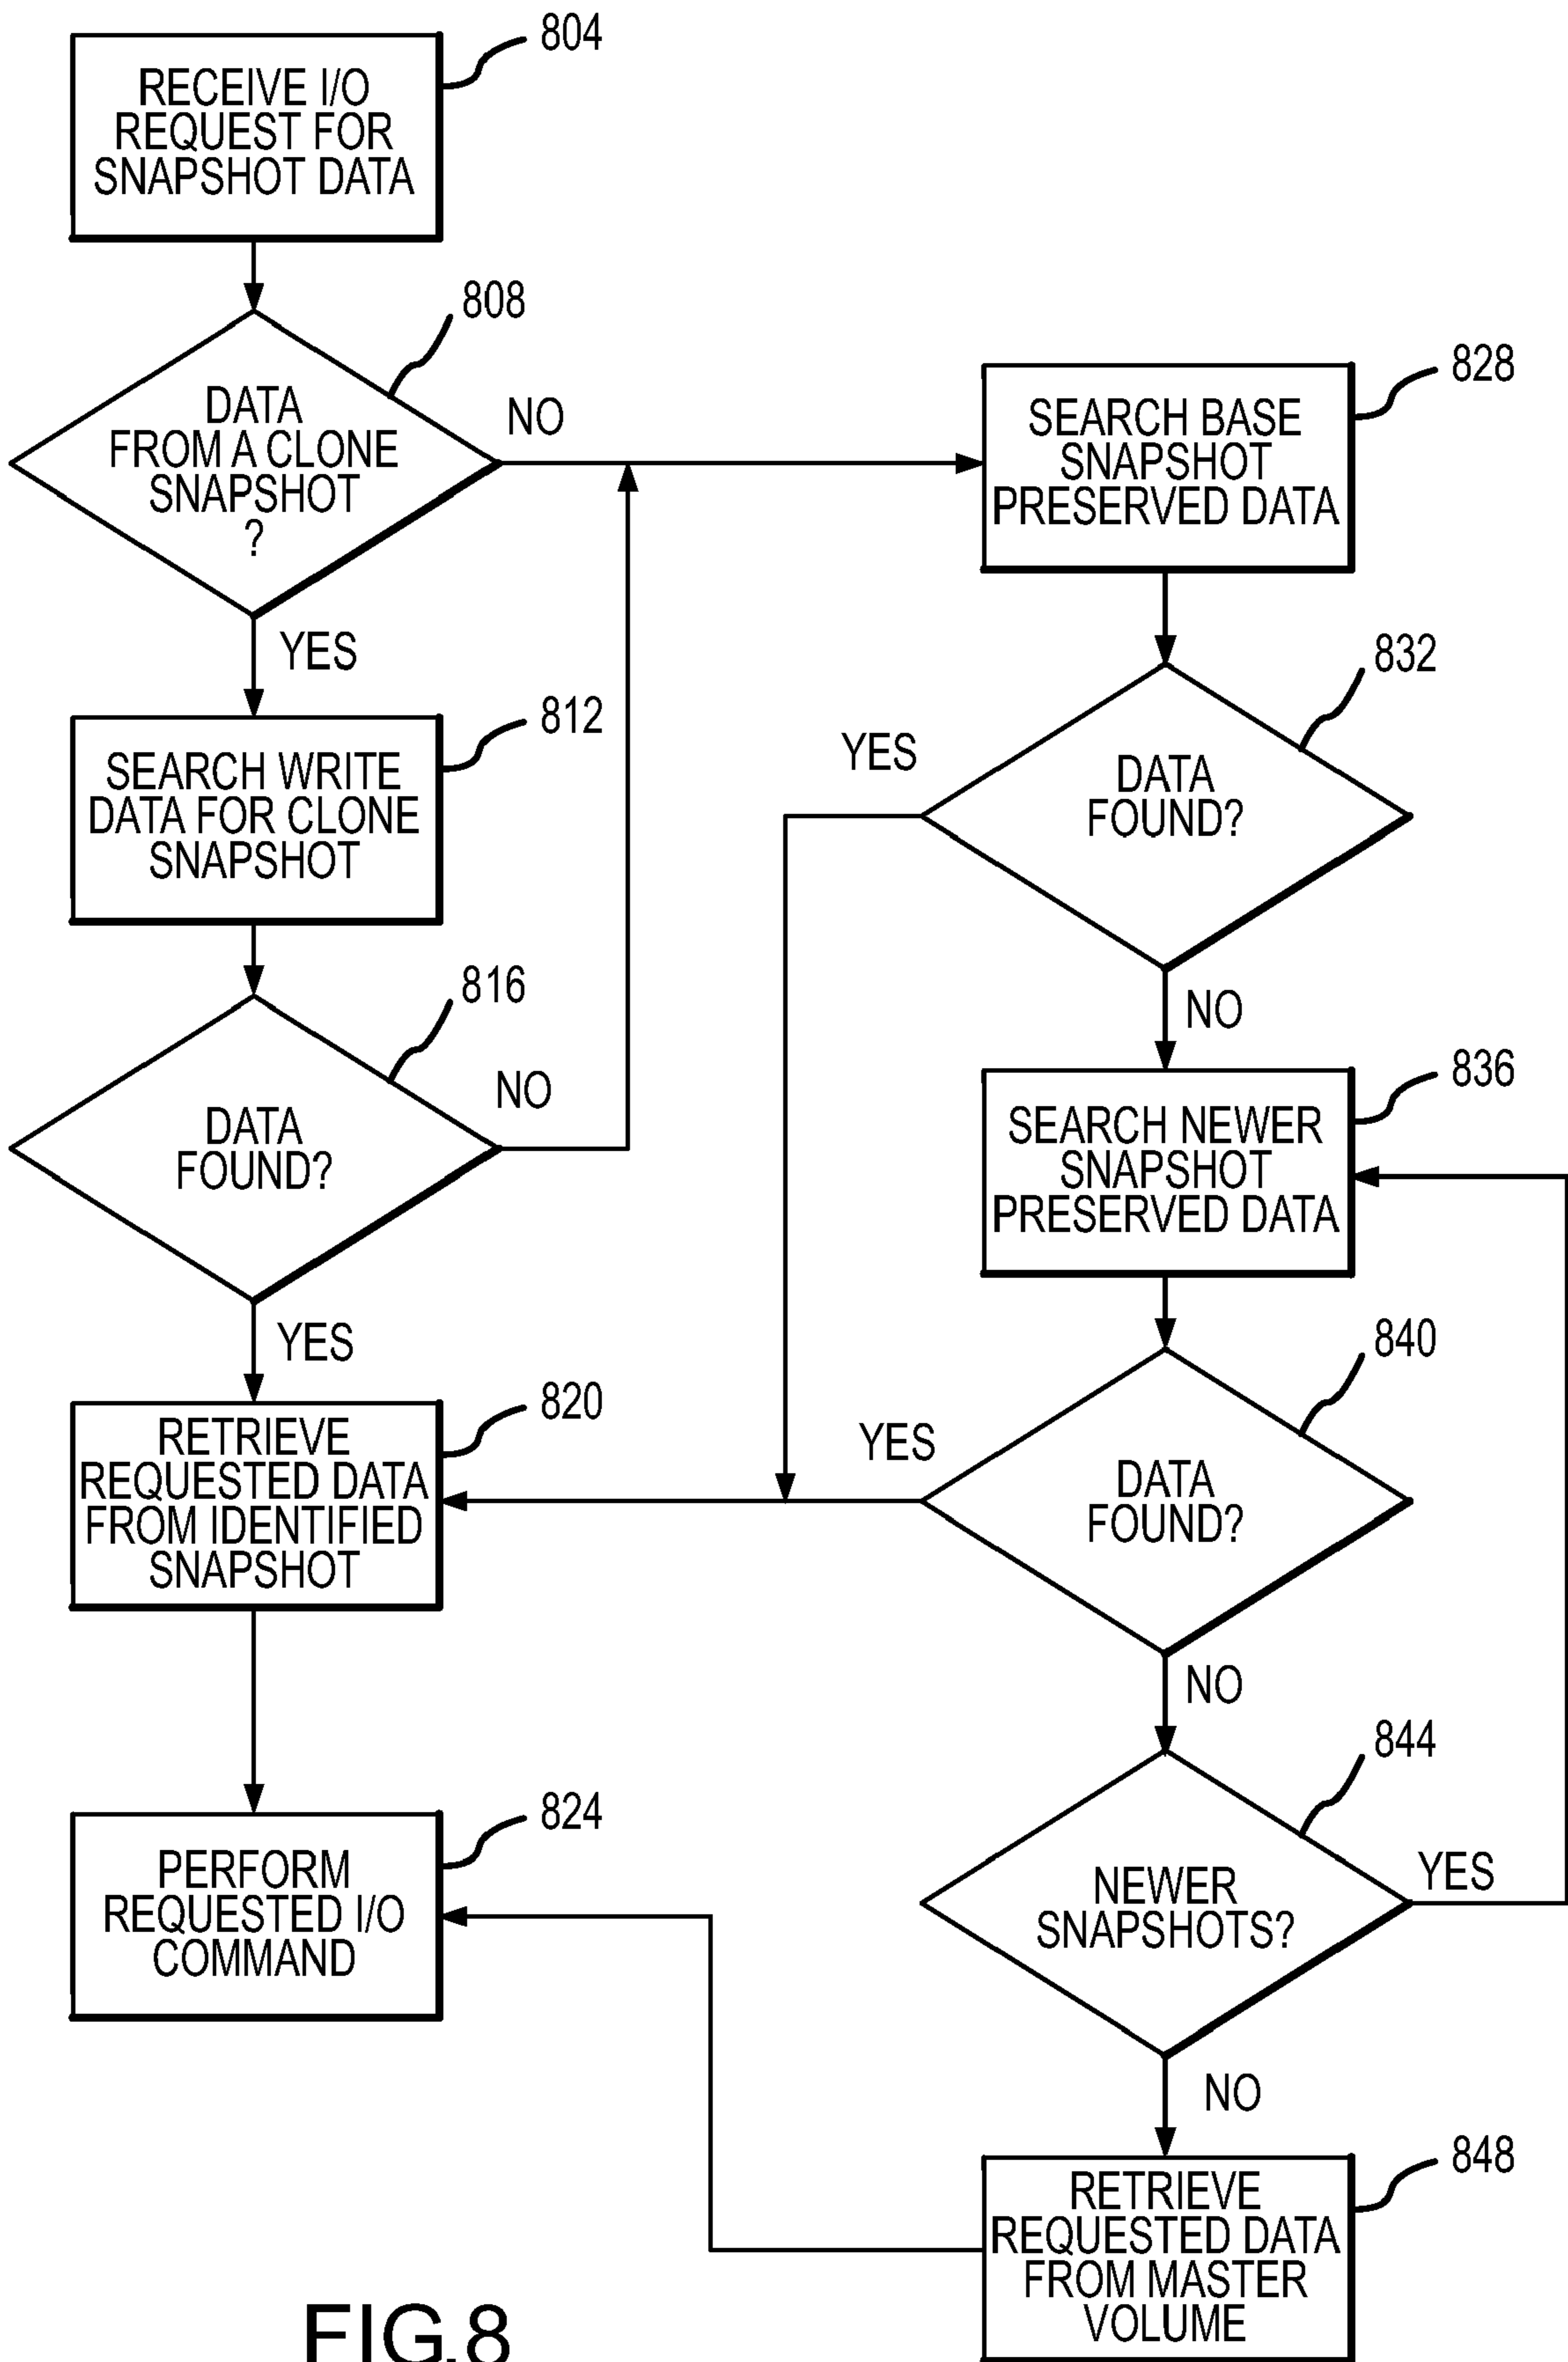 804
RECEIVE I/O
REQUEST FOR
SNAPSHOT DATA
808
DATA
FROM A CLONE
SNAPSHOT
?
NO
YES
812
SEARCH WRITE
DATA FOR CLONE
SNAPSHOT
816
DATA
FOUND?
NO
YES
820
RETRIEVE
REQUESTED DATA
FROM IDENTIFIED
SNAPSHOT
824
PERFORM
REQUESTED I/O
COMMAND
828
SEARCH BASE
SNAPSHOT
PRESERVED DATA
832
YES
DATA
FOUND?
NO
836
SEARCH NEWER
SNAPSHOT
PRESERVED DATA
840
YES
DATA
FOUND?
NO
844
NEWER
SNAPSHOTS?
YES
NO
848
RETRIEVE
REQUESTED DATA
FROM MASTER
VOLUME
FIG.8